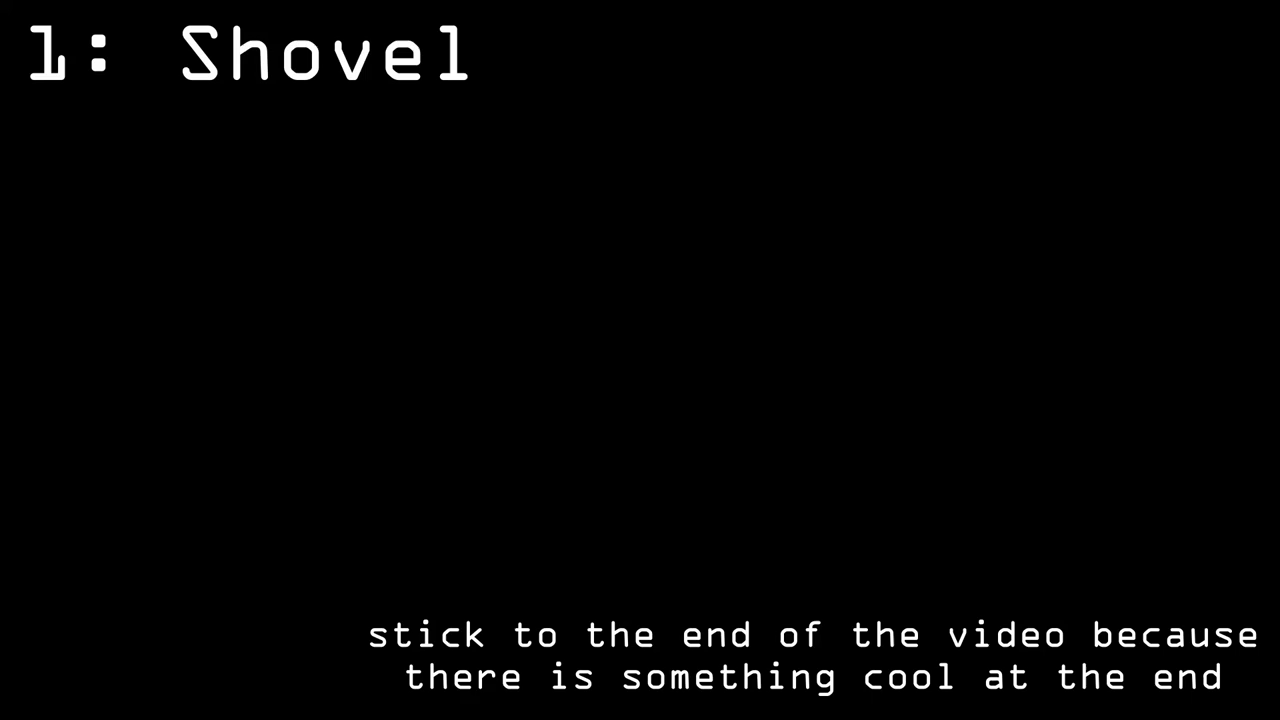 1: Shovel
stick to the end of the video because
there is something cool at the end